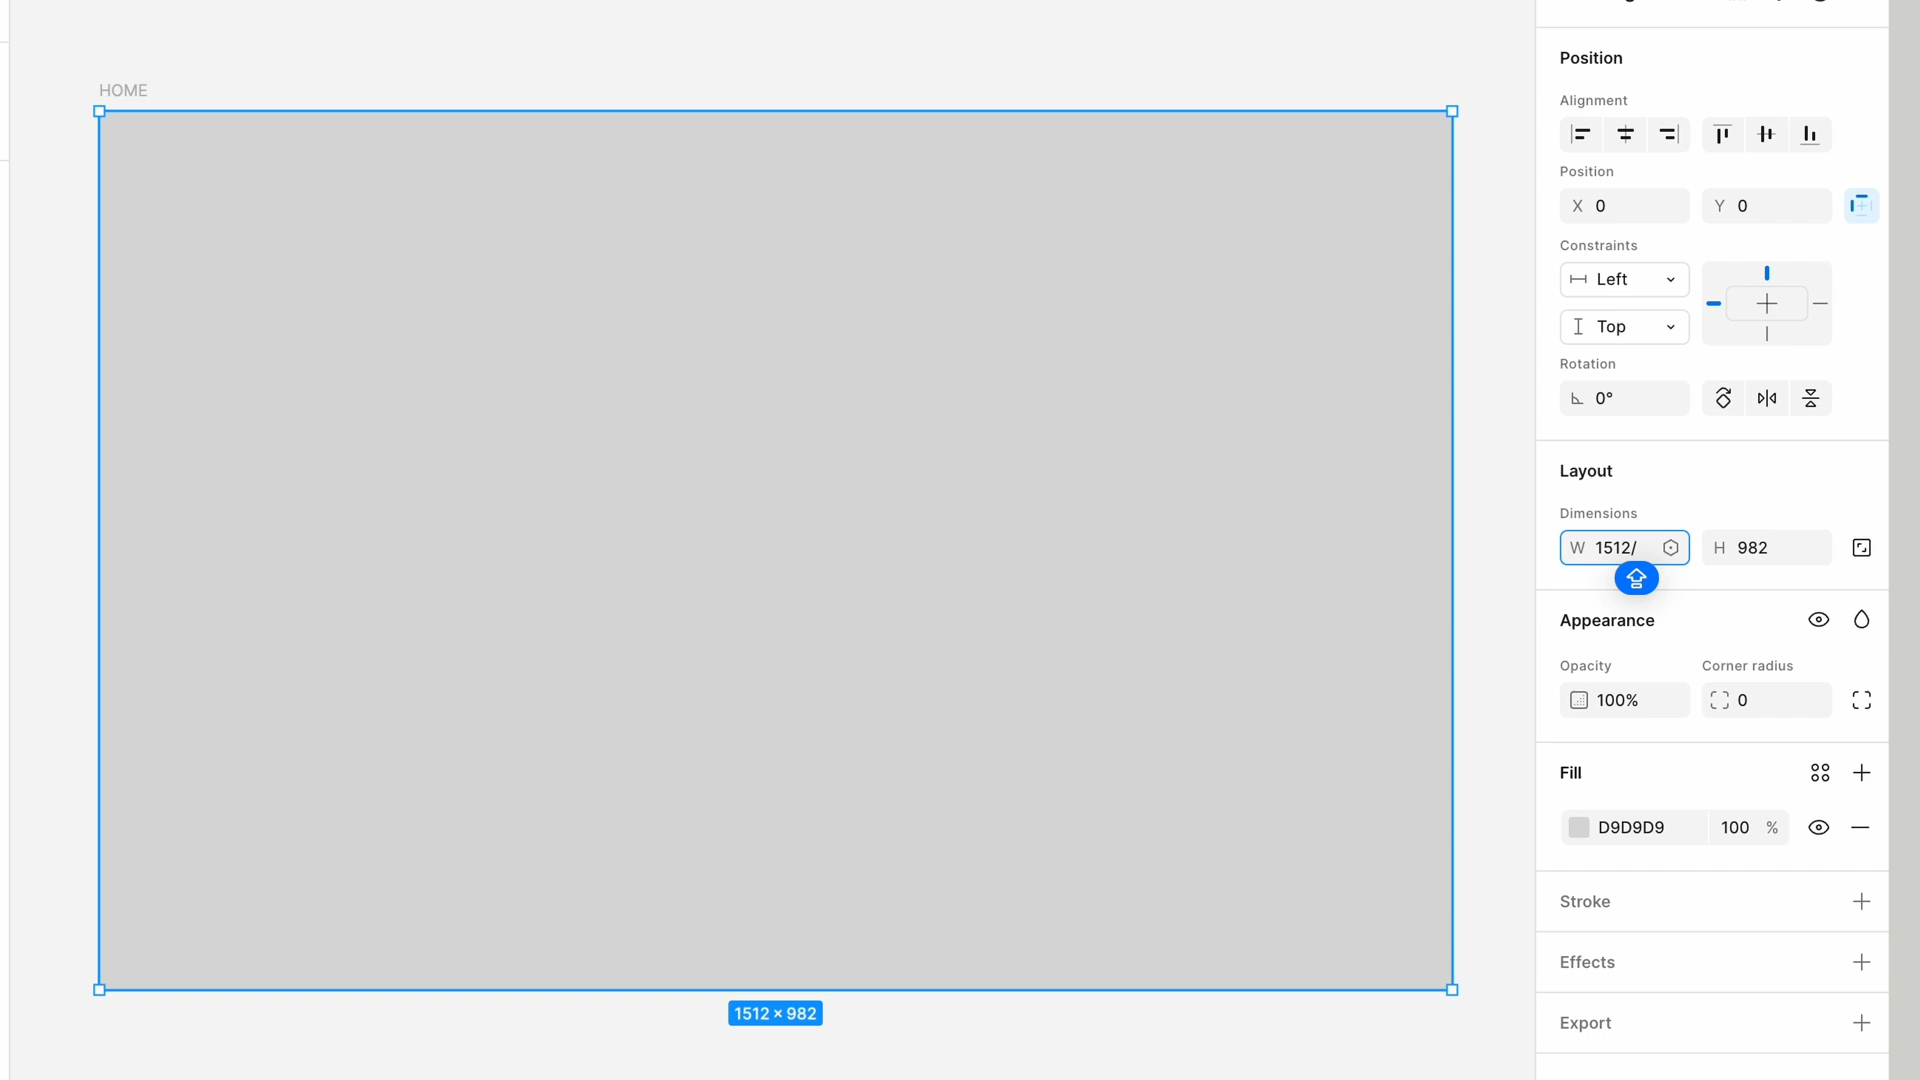 HOME
1512 × 982
Position
Alignment
Position
X 0
Y 0
Constraints
Left
Top
Rotation
0°
Layout
Dimensions
W 1512/
H 982
Appearance
Opacity
Corner radius
100%
0
Fill
D9D9D9
100 %
Stroke
Effects
Export